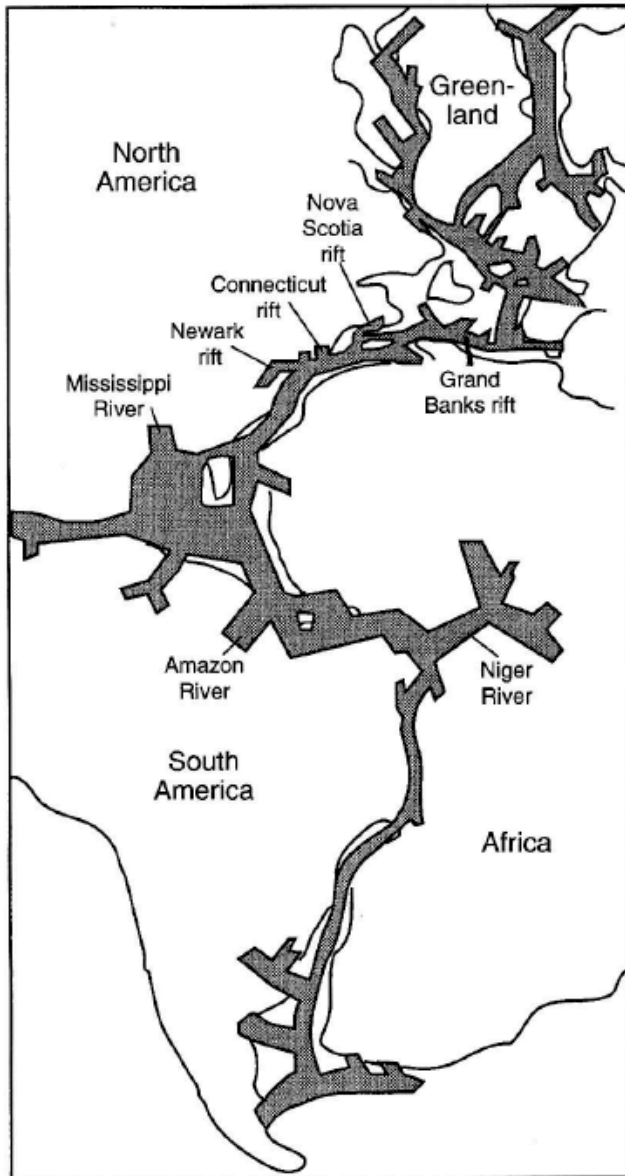 Green-
land
North
America
Nova
Scotia
rift
Connecticut
rift
Newark
rift
Mississippi
River
Grand
Banks rift
Amazon
River
Niger
River
South
America
Africa